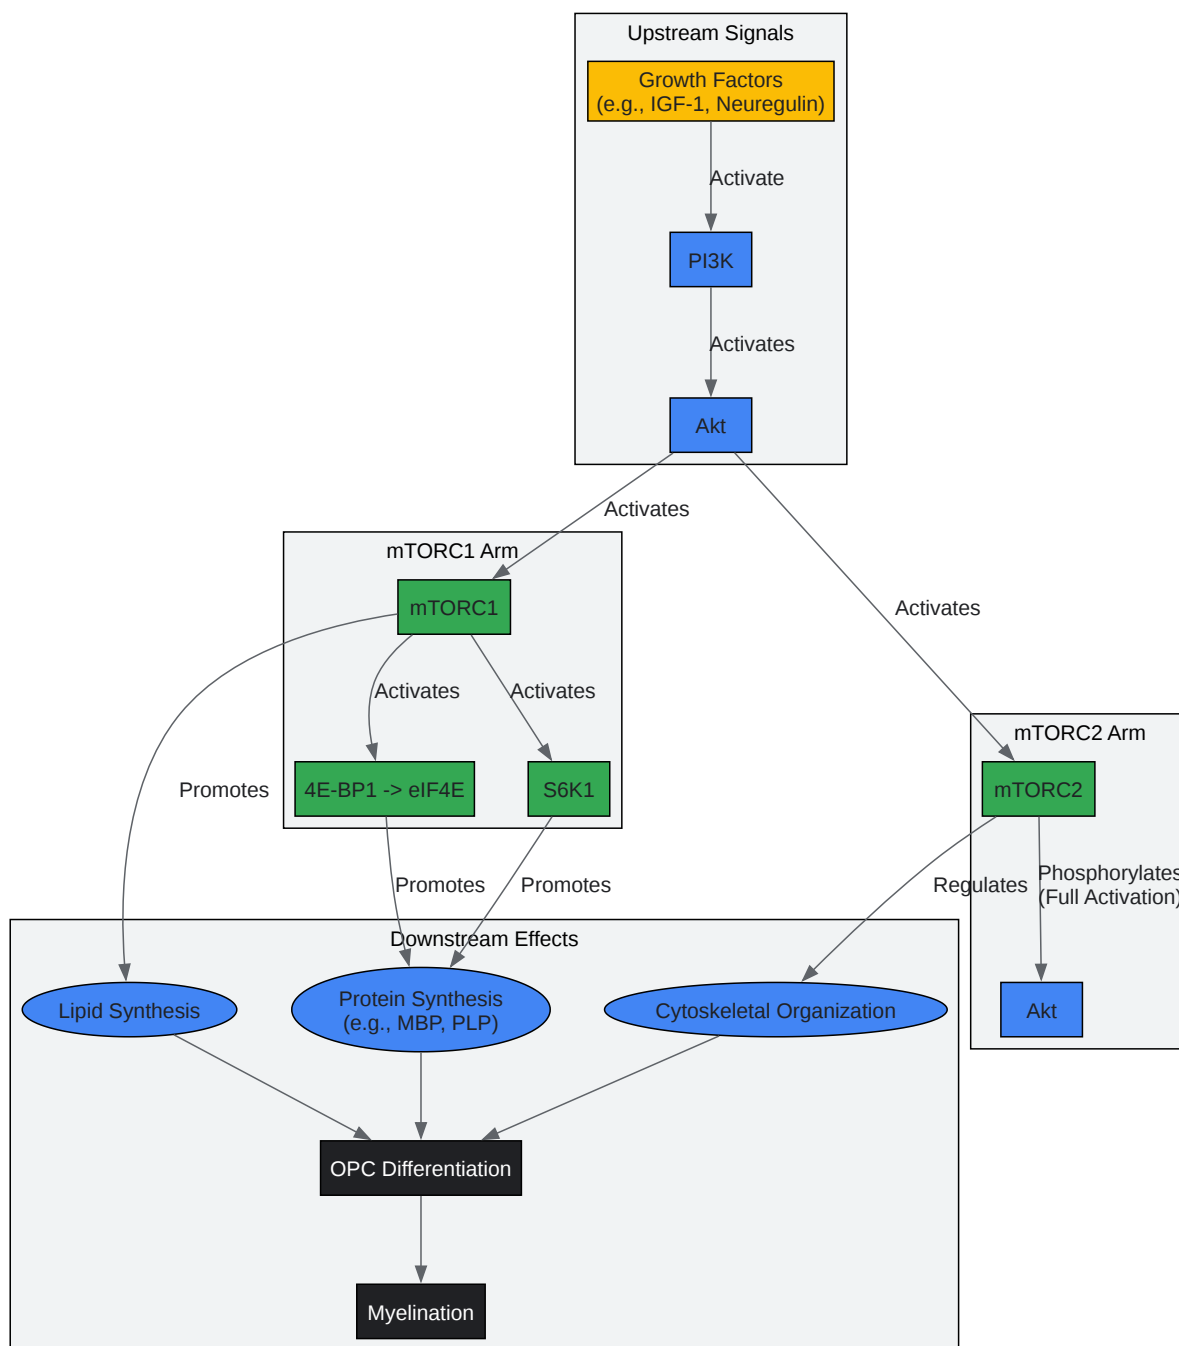 Upstream Signals
Growth Factors
(e.g., IGF-1, Neuregulin)
Activate
PI3K
Activates
Akt
Activates
Activates
mTORC1 Arm
mTORC1
Activates
Activates
4E-BP1 -> eIF4E
S6K1
mTORC2 Arm
mTORC2
Promotes
Promotes
Promotes
Regulates
Phosphorylates
(Full Activation)
Akt
Downstream Effects
Lipid Synthesis
Protein Synthesis
(e.g., MBP, PLP)
Cytoskeletal Organization
OPC Differentiation
Myelination